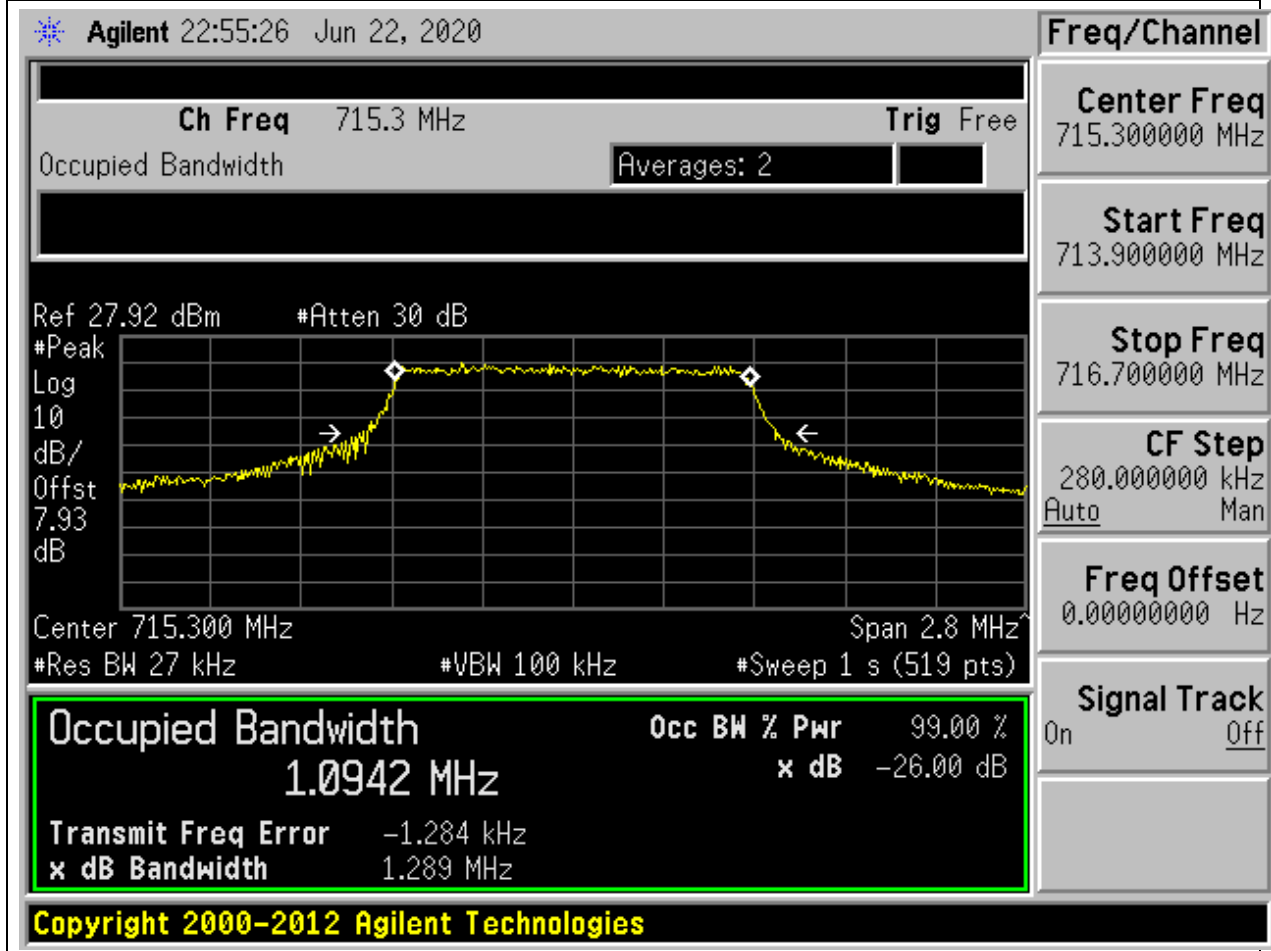 Agilent 22:55:26 Jun 22, 2020
Freq/Channel
Ch Freq 715.3 MHz Trig Free
Occupied Bandwidth Averages: 2
Ref 27.92 dBm #Atten 30 dB
#Peak
Log
10
dB/
Offst
7.93
dB
Center 715.300 MHz Span 2.8 MHz^
#Res BW 27 kHz #VBW 100 kHz #Sweep 1 s (519 pts)
Occupied Bandwidth Occ BW % Pwr 99.00 %
1.0942 MHz x dB -26.00 dB
Transmit Freq Error -1.284 kHz
x dB Bandwidth 1.289 MHz
Center Freq
715.300000 MHz
Start Freq
713.900000 MHz
Stop Freq
716.700000 MHz
CF Step
280.000000 kHz
Auto Man
Freq Offset
0.00000000 Hz
Signal Track
On Off
Copyright 2000-2012 Agilent Technologies